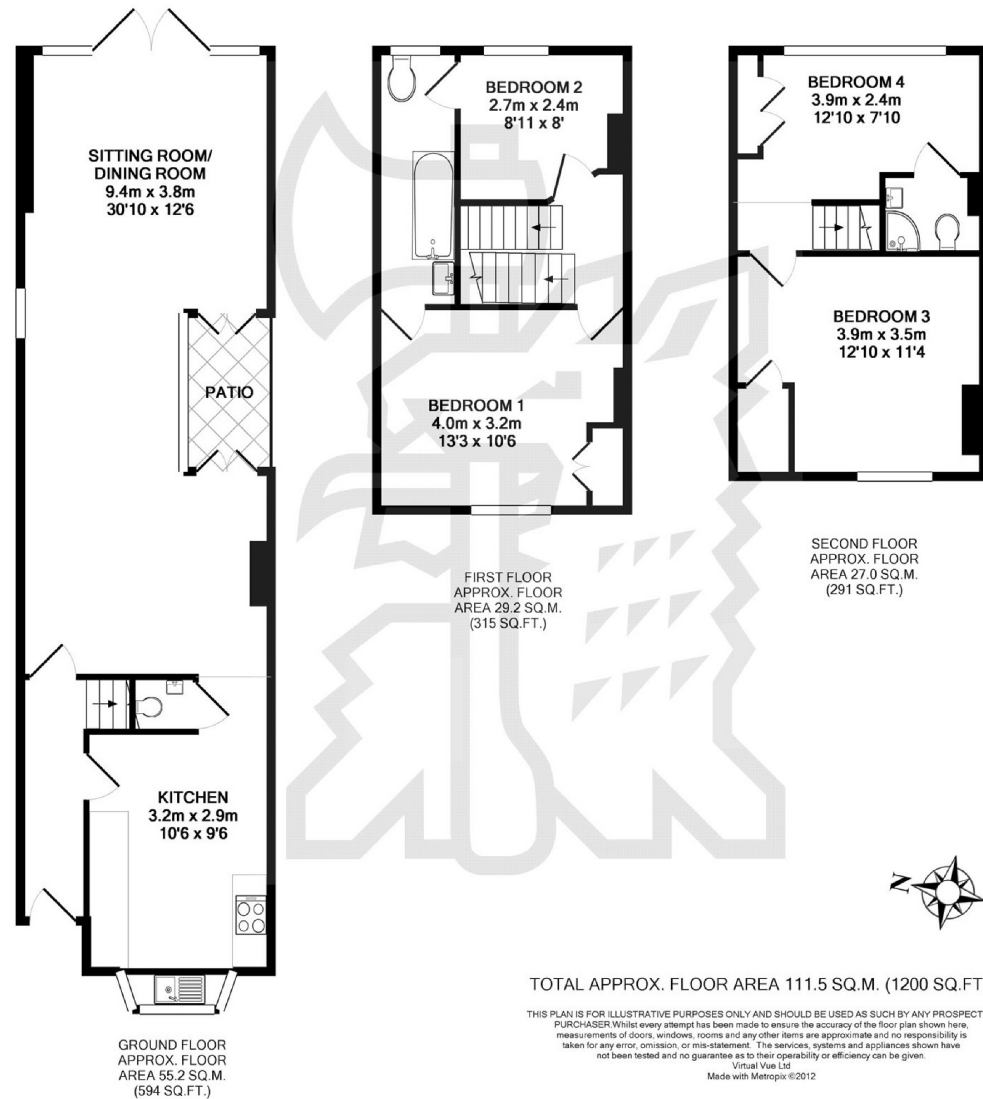 SITTING ROOM/
DINING ROOM
9.4m x 3.8m
30'10 x 12'6
PATIO
KITCHEN
3.2m x 2.9m
10'6 x 9'6
GROUND FLOOR
APPROX. FLOOR
AREA 55.2 SQ.M.
(594 SQ.FT.)
BEDROOM 2
2.7m x 2.4m
8'11 x 8'
BEDROOM 1
4.0m x 3.2m
13'3 x 10'6
FIRST FLOOR
APPROX. FLOOR
AREA 29.2 SQ.M.
(315 SQ.FT.)
BEDROOM 4
3.9m x 2.4m
12'10 x 7'10
BEDROOM 3
3.9m x 3.5m
12'10 x 11'4
SECOND FLOOR
APPROX. FLOOR
AREA 27.0 SQ.M.
(291 SQ.FT.)
N
TOTAL APPROX. FLOOR AREA 111.5 SQ.M. (1200 SQ.FT
THIS PLAN IS FOR ILLUSTRATIVE PURPOSES ONLY AND SHOULD BE USED AS SUCH BY ANY PROSPECT
PURCHASER.Whilst every attempt has been made to ensure the accuracy of the floor plan shown here,
measurements of doors, windows, rooms and any other items are approximate and no responsibility is
taken for any error, omission, or mis-statement. The services, systems and appliances shown have
not been tested and no guarantee as to their operability or efficiency can be given.
Virtual Vue Ltd
Made with Metropix ©2012